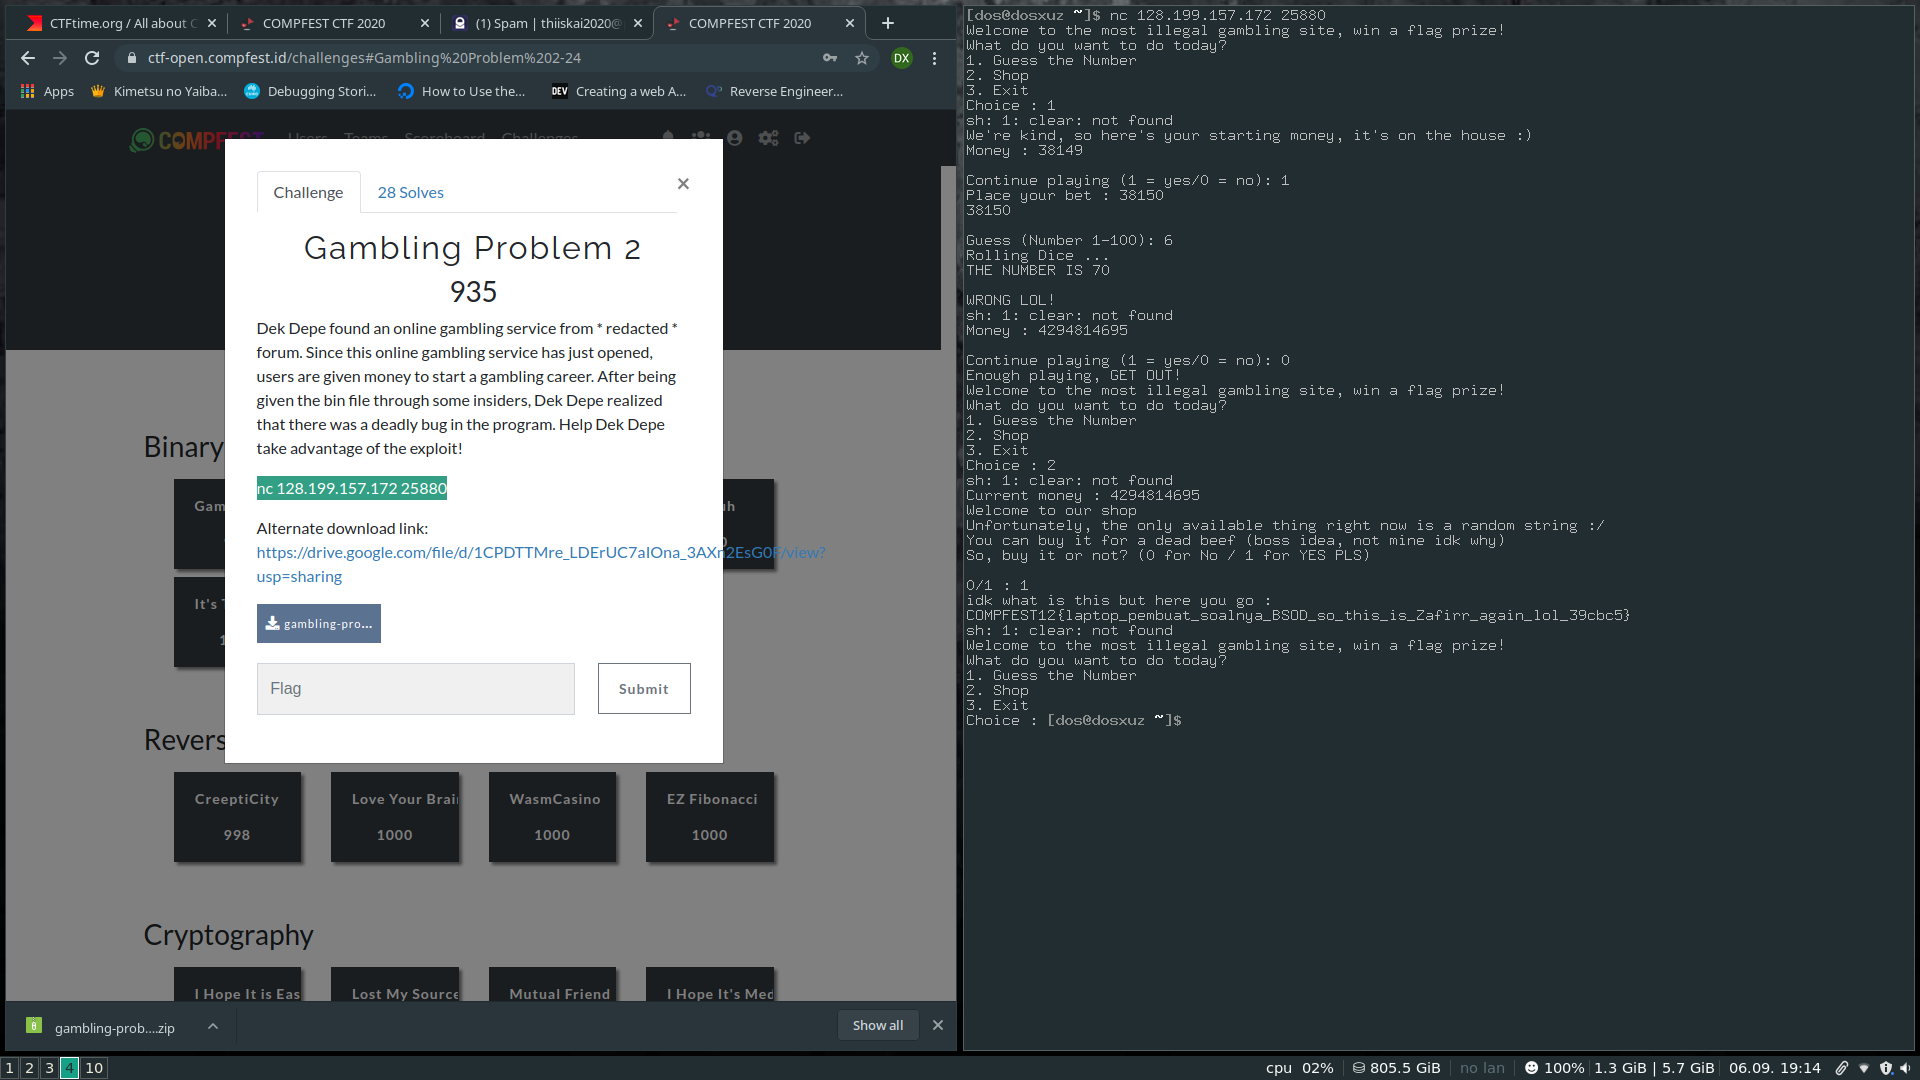 CTFtime.org / All about C
COMPFEST CTF 2020
(1) Spam | thiiskai2020@
COMPFEST CTF 2020
ctf-open.compfest.id/challenges#Gambling%20Problem%202-24
DX
Apps
Kimetsu no Yaiba...
Debugging Stori...
How to Use the...
DEV Creating a web A...
Reverse Engineer...
COMPFEST Users Teams Scoreboard Challenges
Challenge
28 Solves
×
Gambling Problem 2
935
Dek Depe found an online gambling service from * redacted *
forum. Since this online gambling service has just opened,
users are given money to start a gambling career. After being
given the bin file through some insiders, Dek Depe realized
that there was a deadly bug in the program. Help Dek Depe
take advantage of the exploit!
nc 128.199.157.172 25880
Alternate download link:
usp=sharing
gambling-pro...
Flag
Submit
Binary
Gam
uh
It's T
1
Revers
CreeptiCity
998
Love Your Brai
1000
WasmCasino
1000
EZ Fibonacci
1000
Cryptography
I Hope It is Eas
Lost My Source
Mutual Friend
I Hope It's Med
gambling-prob....zip
Show all
[dos@dosxuz ~]$ nc 128.199.157.172 25880
Welcome to the most illegal gambling site, win a flag prize!
What do you want to do today?
1. Guess the Number
2. Shop
3. Exit
Choice : 1
sh: 1: clear: not found
We're kind, so here's your starting money, it's on the house :)
Money : 38149
Continue playing (1 = yes/0 = no): 1
Place your bet : 38150
38150
Guess (Number 1-100): 6
Rolling Dice ...
THE NUMBER IS 70
WRONG LOL!
sh: 1: clear: not found
Money : 4294814695
Continue playing (1 = yes/0 = no): 0
Enough playing, GET OUT!
Welcome to the most illegal gambling site, win a flag prize!
What do you want to do today?
1. Guess the Number
2. Shop
3. Exit
Choice : 2
sh: 1: clear: not found
Current money : 4294814695
Welcome to our shop
Unfortunately, the only available thing right now is a random string :/
You can buy it for a dead beef (boss idea, not mine idk why)
So, buy it or not? (0 for No / 1 for YES PLS)
0/1 : 1
idk what is this but here you go :
COMPFEST12{laptop_pembuat_soalnya_BSOD_so_this_is_Zafirr_again_lol_39cbc5}
sh: 1: clear: not found
Welcome to the most illegal gambling site, win a flag prize!
What do you want to do today?
1. Guess the Number
2. Shop
3. Exit
Choice : [dos@dosxuz ~]$
1 2 3 4 10
cpu 02% 805.5 GiB no lan 100% 1.3 GiB | 5.7 GiB 06.09. 19:14